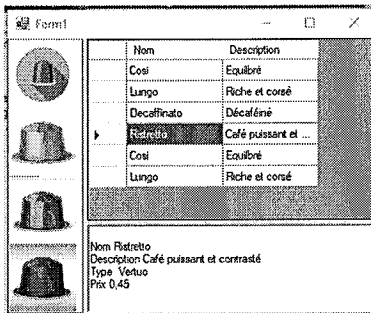 Form1
Nom Description
Cosi Equilbré
Lungo Riche et corsé
Decaffinato Décaféiné
Ristretto Café puissant et ...
Cosi Equilbré
Lungo Riche et corsé
Nom Ristretto
Description Café puissant et contrasté
Type Vertuo
Prix 0,45